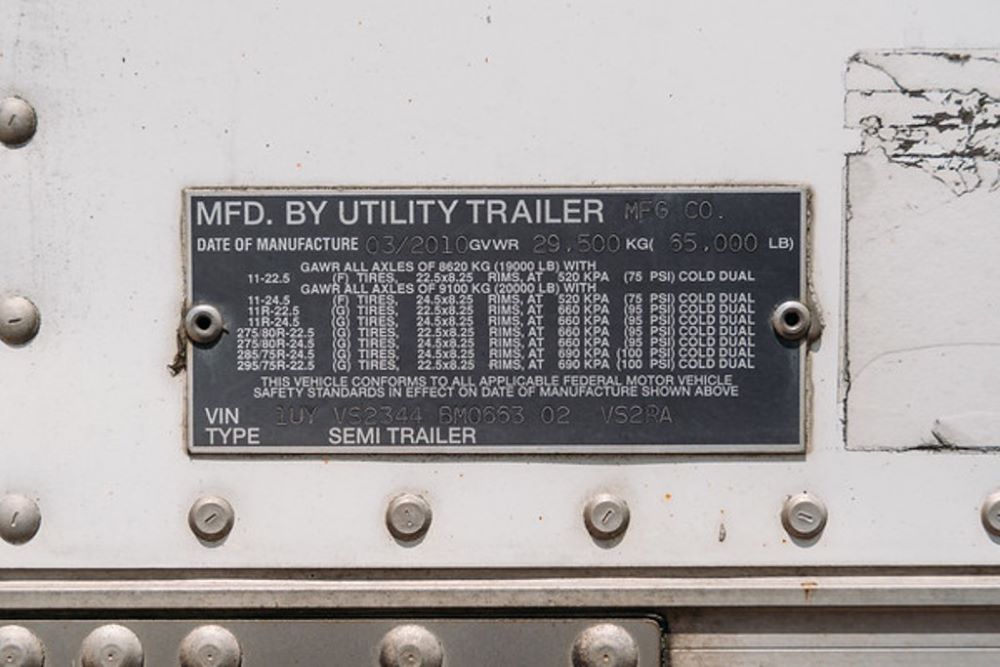 MFD. BY UTILITY TRAILER MFG CO.
DATE OF MANUFACTURE 03/2010 GVWR 29,500 KG( 65,000 LB)
GAWR ALL AXLES OF 8620 KG (19000 LB) WITH
11-22.5 (F) TIRES, 22.5x8.25 RIMS, AT 520 KPA (75 PSI) COLD DUAL
GAWR ALL AXLES OF 9100 KG (20000 LB) WITH
11-24.5 (F) TIRES, 24.5x8.25 RIMS, AT 520 KPA (75 PSI) COLD DUAL
11R-22.5 (G) TIRES, 22.5x8.25 RIMS, AT 660 KPA (95 PSI) COLD DUAL
11R-24.5 (G) TIRES, 24.5x8.25 RIMS, AT 660 KPA (95 PSI) COLD DUAL
275/80R-22.5 (G) TIRES, 22.5x8.25 RIMS, AT 660 KPA (95 PSI) COLD DUAL
275/80R-24.5 (G) TIRES, 24.5x8.25 RIMS, AT 660 KPA (95 PSI) COLD DUAL
285/75R-24.5 (G) TIRES, 24.5x8.25 RIMS, AT 690 KPA (100 PSI) COLD DUAL
295/75R-22.5 (G) TIRES, 22.5x8.25 RIMS, AT 690 KPA (100 PSI) COLD DUAL
THIS VEHICLE CONFORMS TO ALL APPLICABLE FEDERAL MOTOR VEHICLE
SAFETY STANDARDS IN EFFECT ON DATE OF MANUFACTURE SHOWN ABOVE
VIN 1UY VS2344 BM0663 02 VS2RA
TYPE SEMI TRAILER